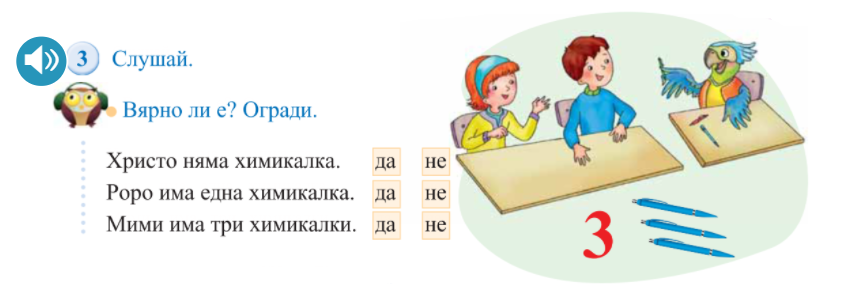 3 Слушай.
Вярно ли е? Огради.
Христо няма химикалка. да не
Роро има една химикалка. да не
Мими има три химикалки. да не
3